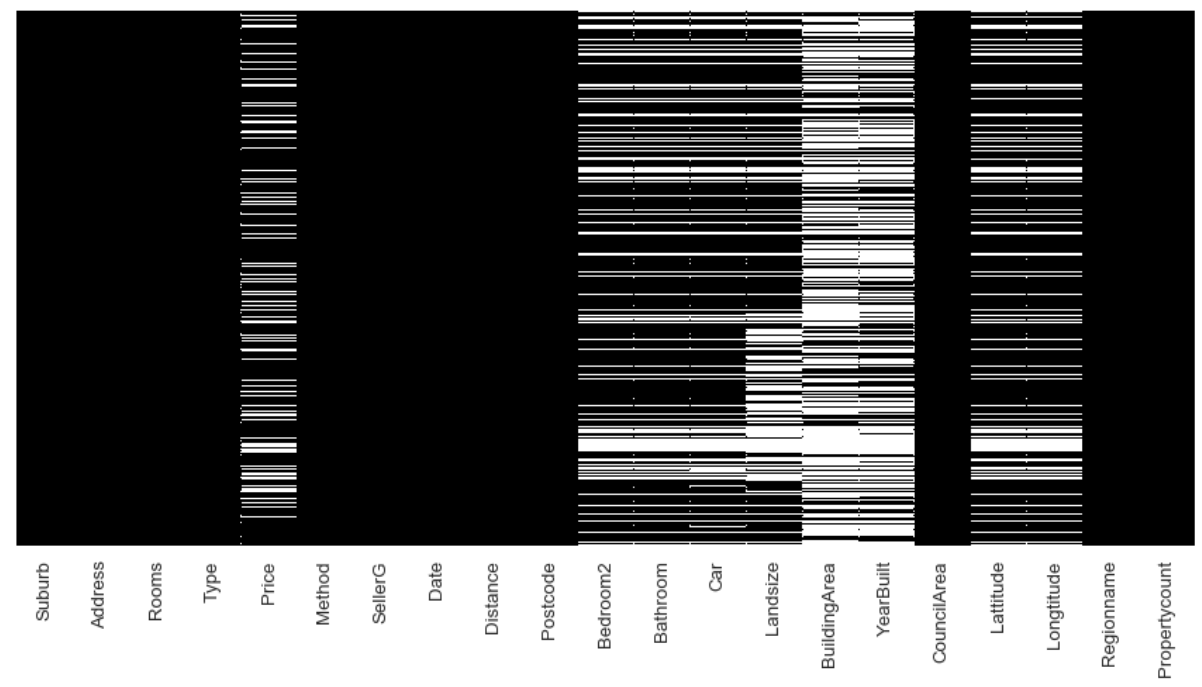 Suburb
Address
Rooms
Type
Price
Method
SellerG
Date
Distance
Postcode
Bedroom2
Bathroom
Car
Landsize
BuildingArea
YearBuilt
CouncilArea
Lattitude
Longtitude
Regionname
Propertycount